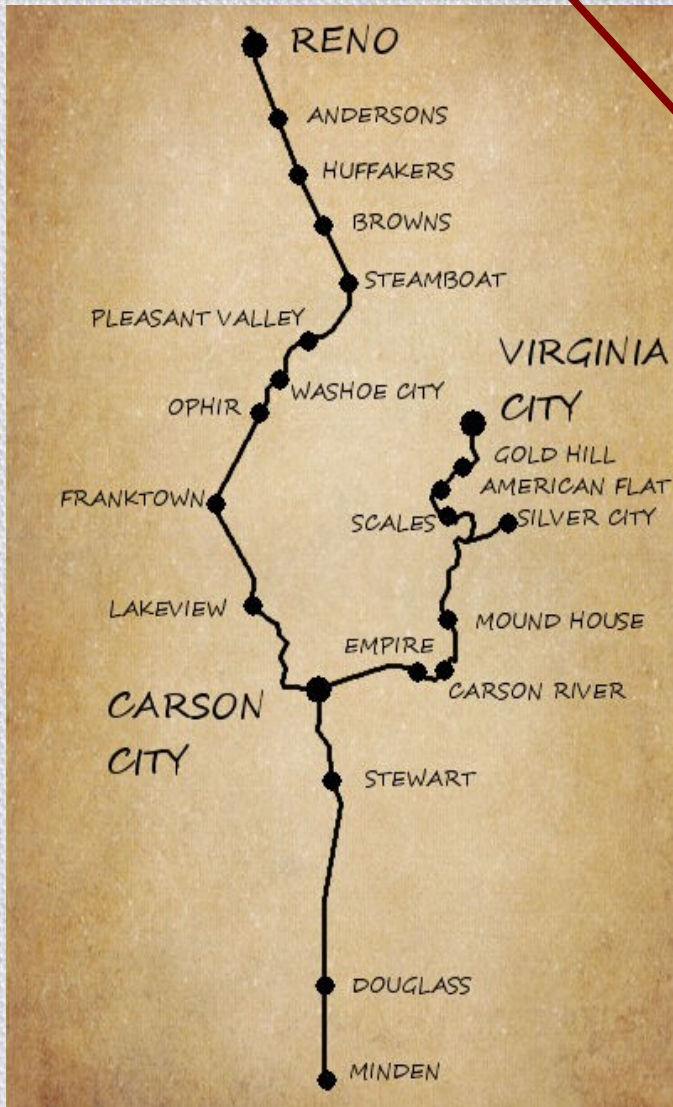 RENO
ANDERSONS
HUFFAKERS
BROWNS
STEAMBOAT
PLEASANT VALLEY
WASHOE CITY
OPHIR
VIRGINIA
CITY
GOLD HILL
AMERICAN FLAT
SCALES
SILVER CITY
FRANKTOWN
LAKEVIEW
MOUND HOUSE
EMPIRE
CARSON RIVER
CARSON
CITY
STEWART
DOUGLASS
MINDEN